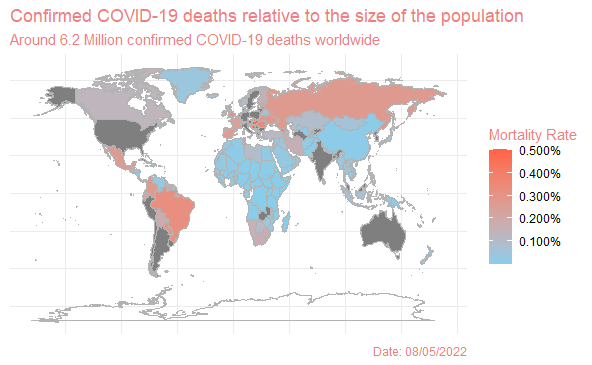 Confirmed COVID-19 deaths relative to the size of the population
Around 6.2 Million confirmed COVID-19 deaths worldwide
Mortality Rate
0.500%
0.400%
0.300%
0.200%
0.100%
Date: 08/05/2022